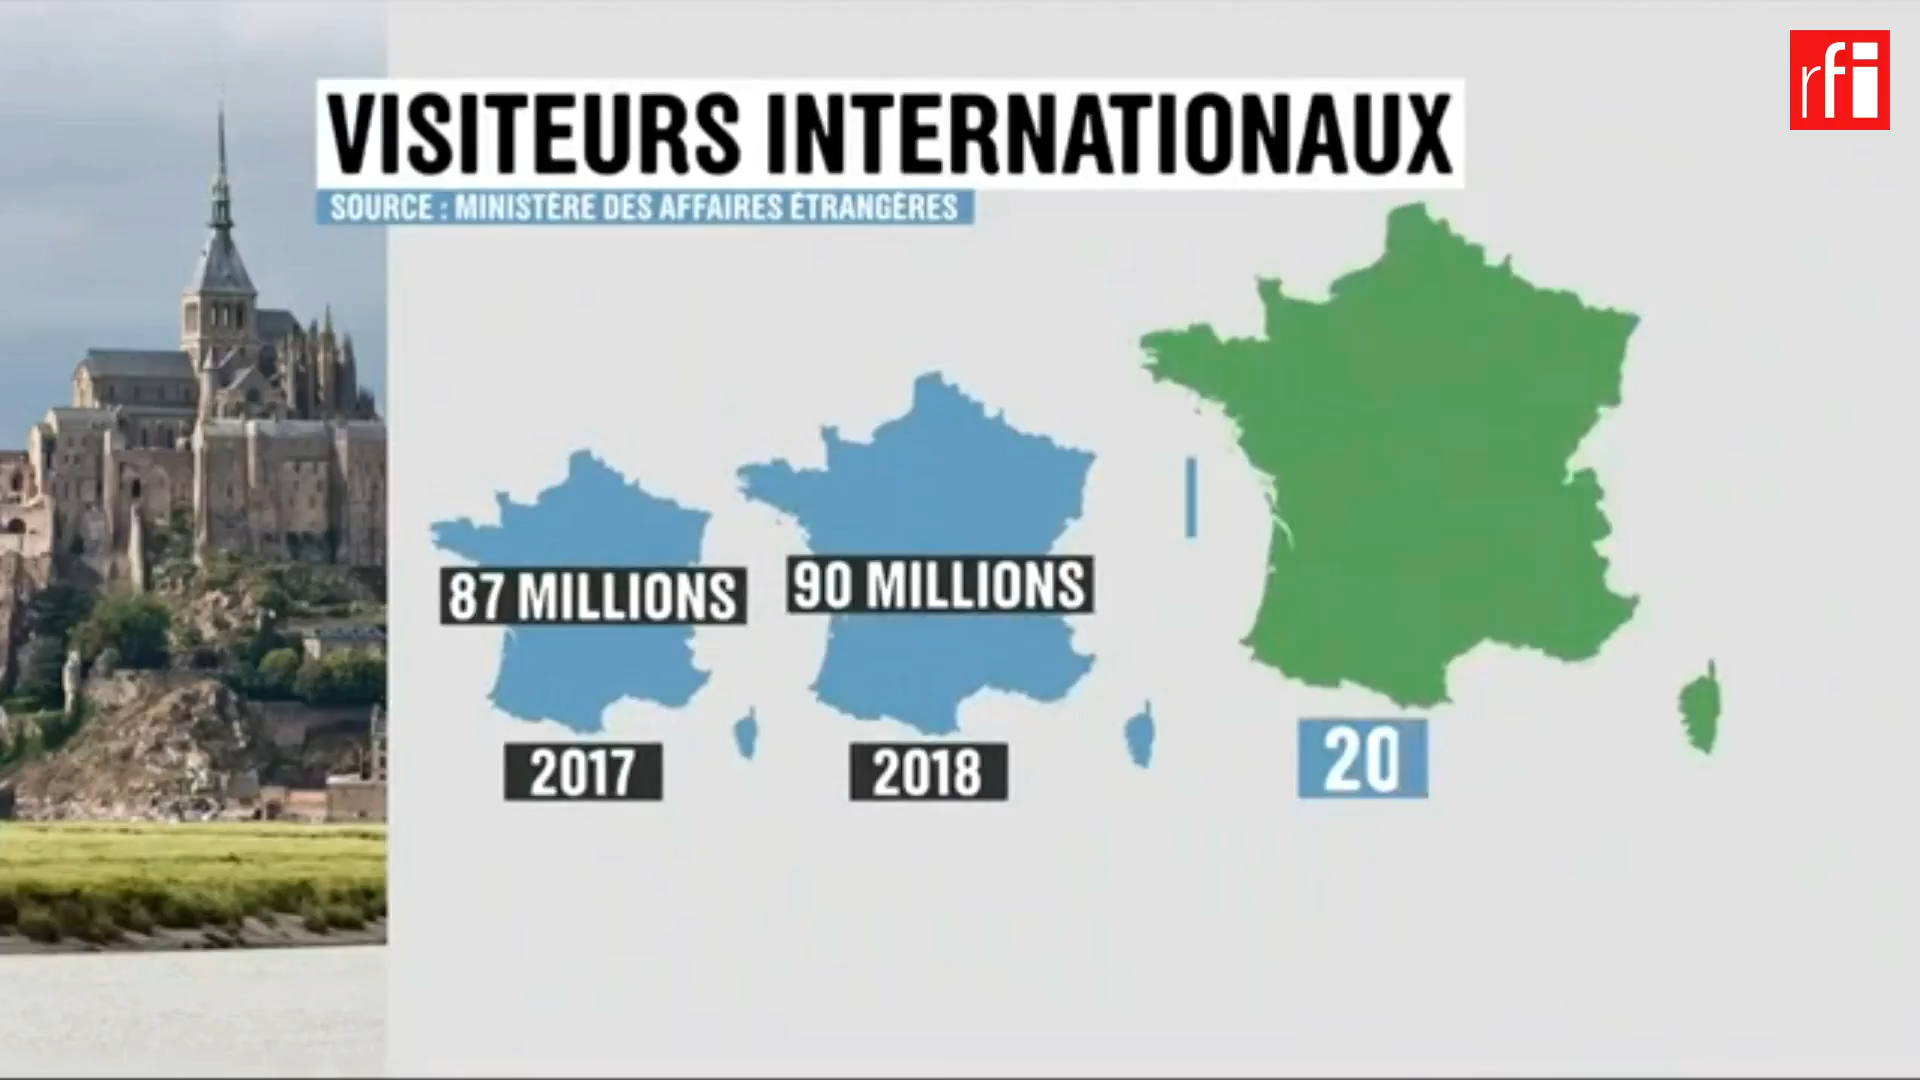 rfi
VISITEURS INTERNATIONAUX
SOURCE : MINISTÈRE DES AFFAIRES ÉTRANGÈRES
87 MILLIONS
90 MILLIONS
2017
2018
20